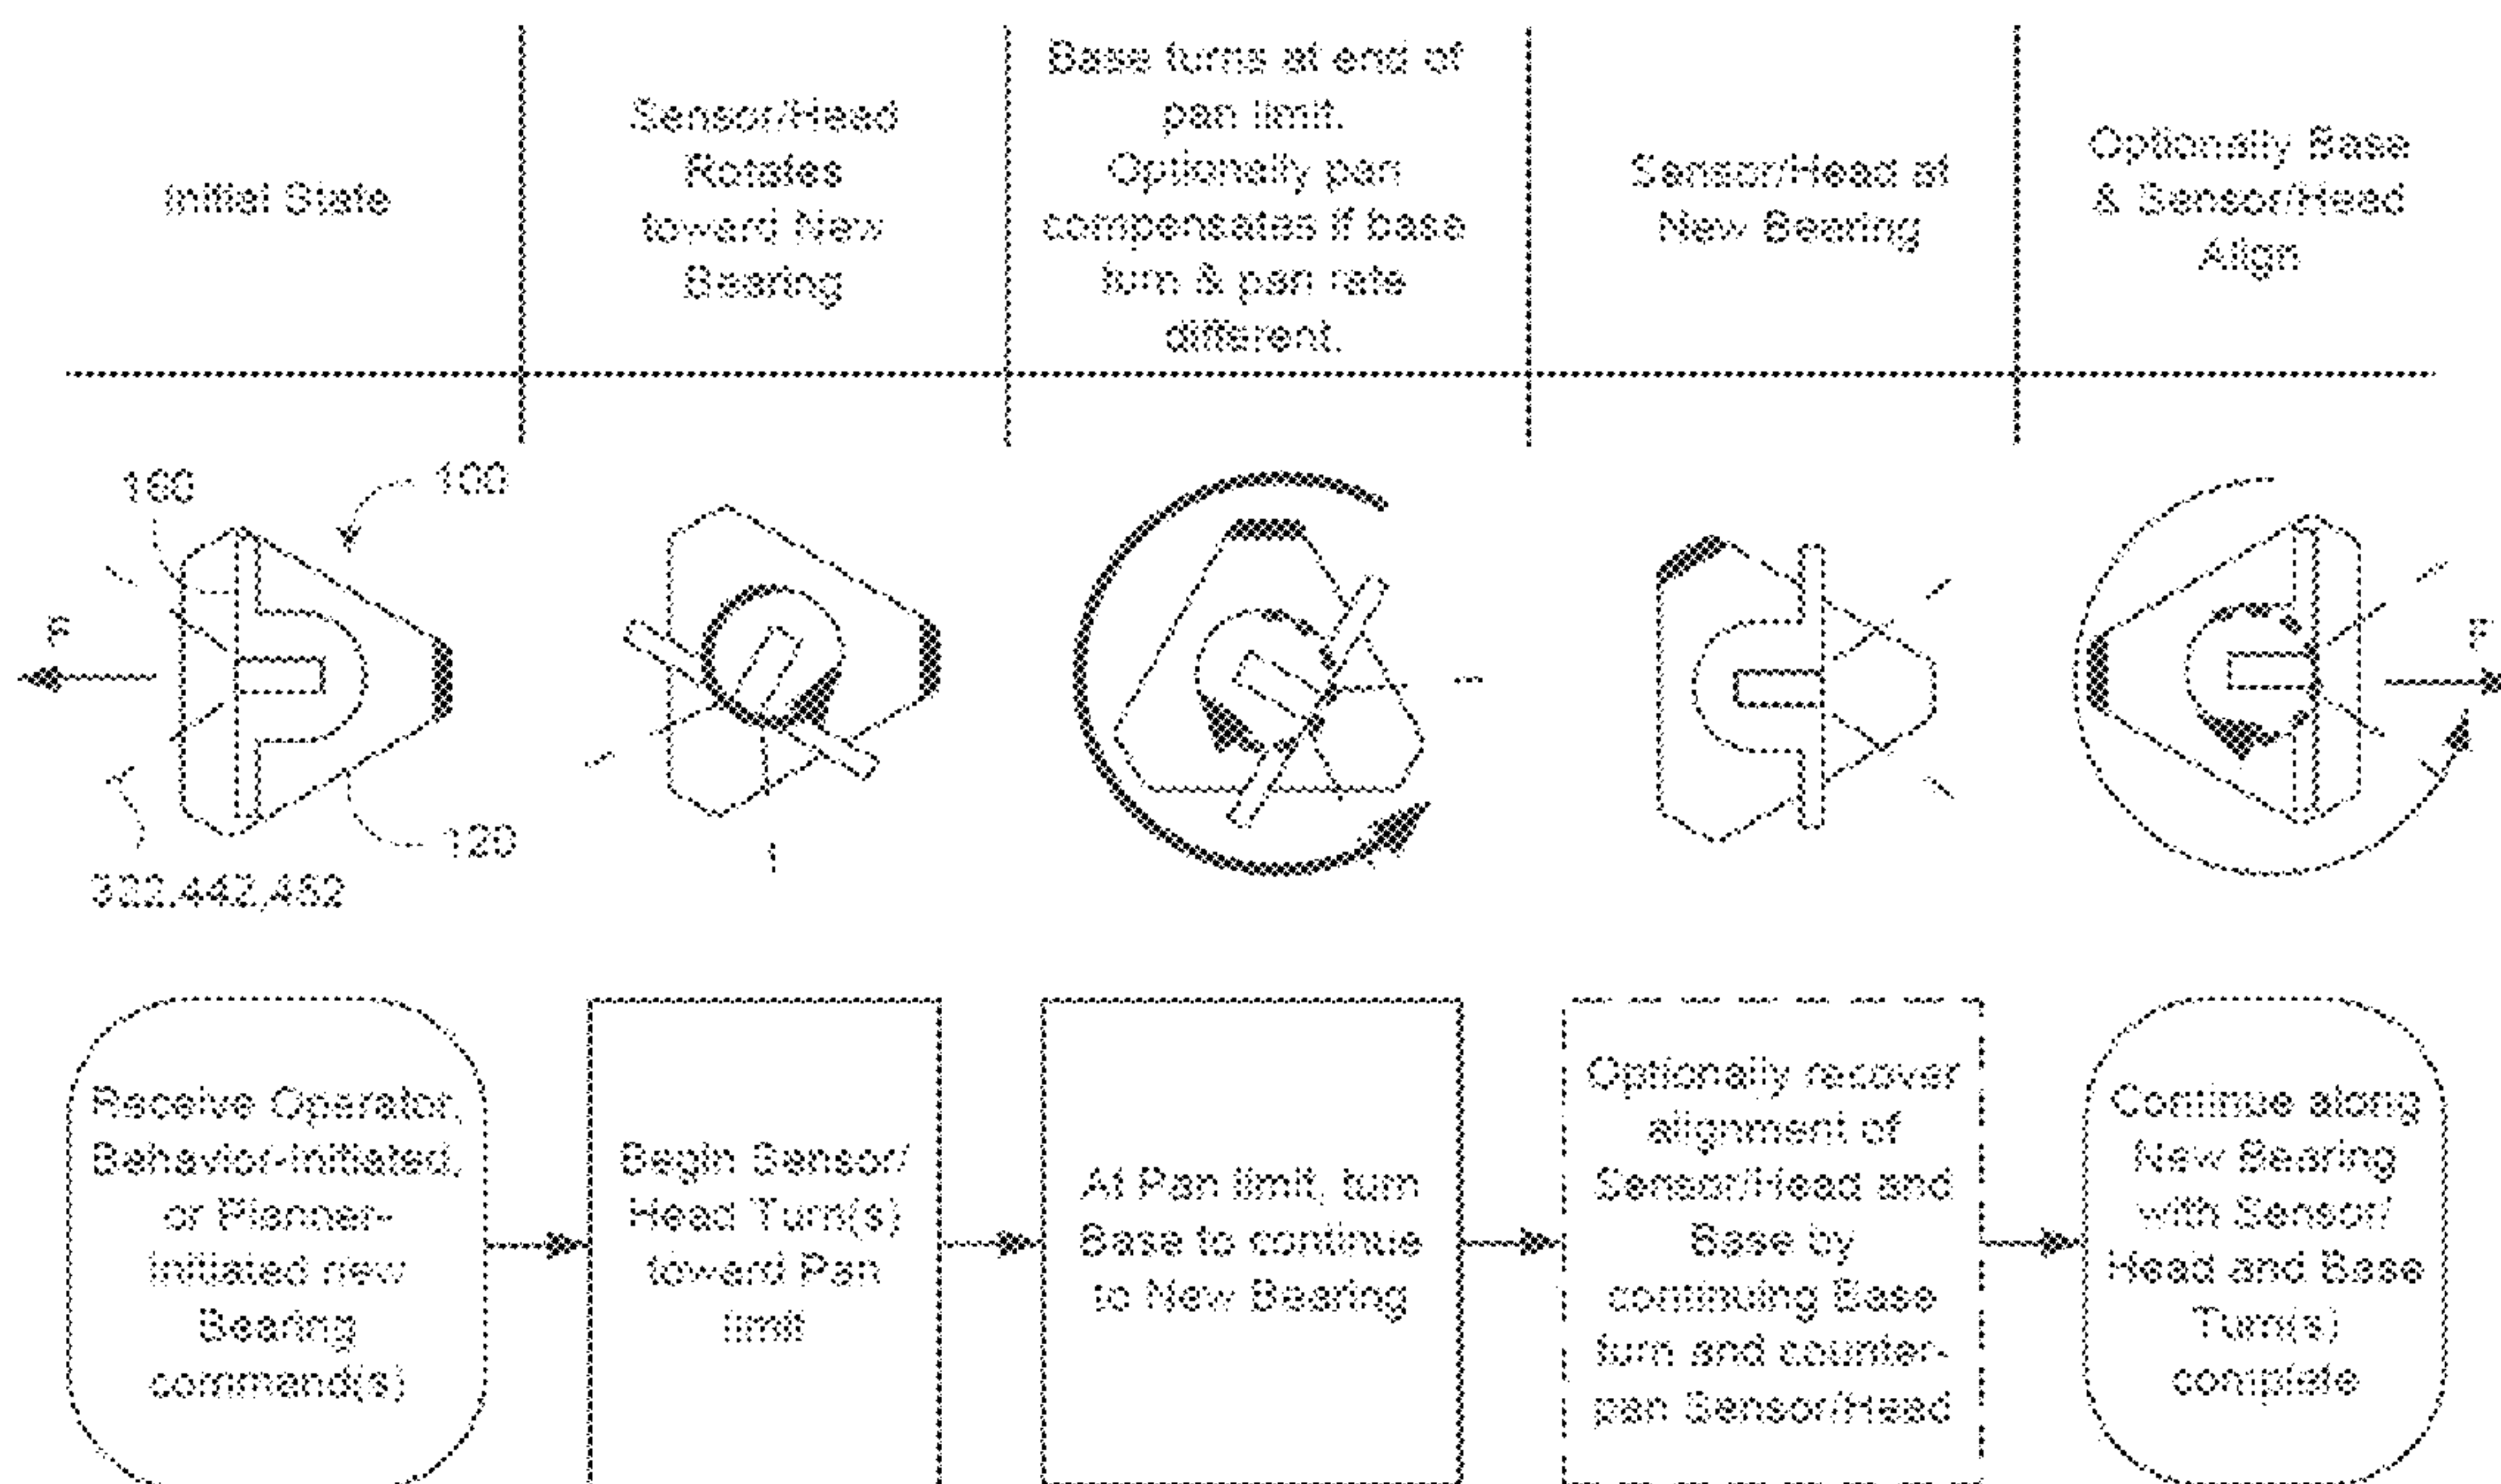 Initial State
Sensor/Head
Rotates
toward New
Bearing
Base turns at end of
pan limit.
Optionally pan
compensates if base
turn & pan rate
different.
Sensor/Head at
New Bearing
Optionally Base
& Sensor/Head
Align
160
100
F
120
322,442,452
F
Receive Operator,
Behavior-initiated,
or Planner-
initiated new
Bearing
command(s)
Begin Sensor/
Head Turn(s)
toward Pan
limit
At Pan limit, turn
Base to continue
to New Bearing
Optionally recover
alignment of
Sensor/Head and
Base by
continuing Base
turn and counter-
pan Sensor/Head
Continue along
New Bearing
with Sensor/
Head and Base
Turn(s)
complete